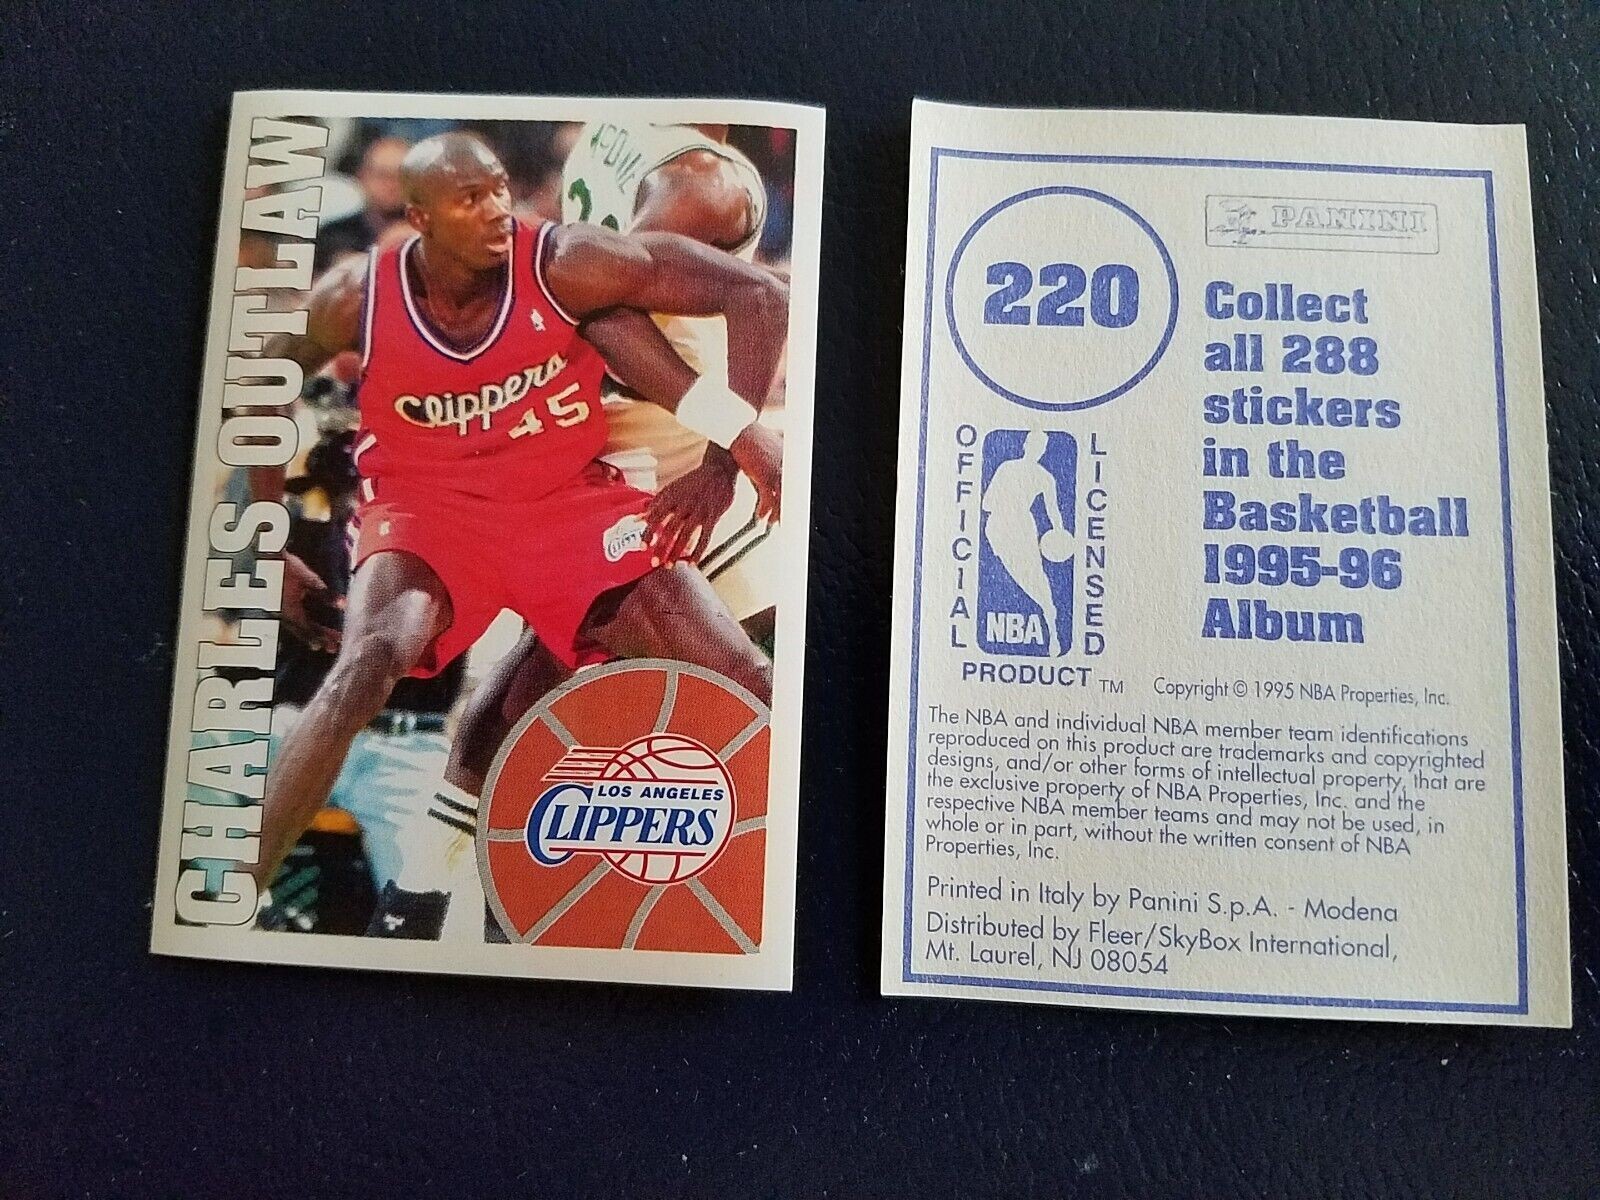 CHARLES OUTLAW
McDANIEL
Clippers
45
LOS ANGELES
CLIPPERS
PANINI
220
Collect
all 288
stickers
in the
Basketball
1995-96
Album
OFFICIAL
LICENSED
NBA
PRODUCT TM
Copyright © 1995 NBA Properties, Inc.
The NBA and individual NBA member team identifications
reproduced on this product are trademarks and copyrighted
designs, and/or other forms of intellectual property, that are
the exclusive property of NBA Properties, Inc. and the
respective NBA member teams and may not be used, in
whole or in part, without the written consent of NBA
Properties, Inc.
Printed in Italy by Panini S.p.A. - Modena
Distributed by Fleer/SkyBox International,
Mt. Laurel, NJ 08054